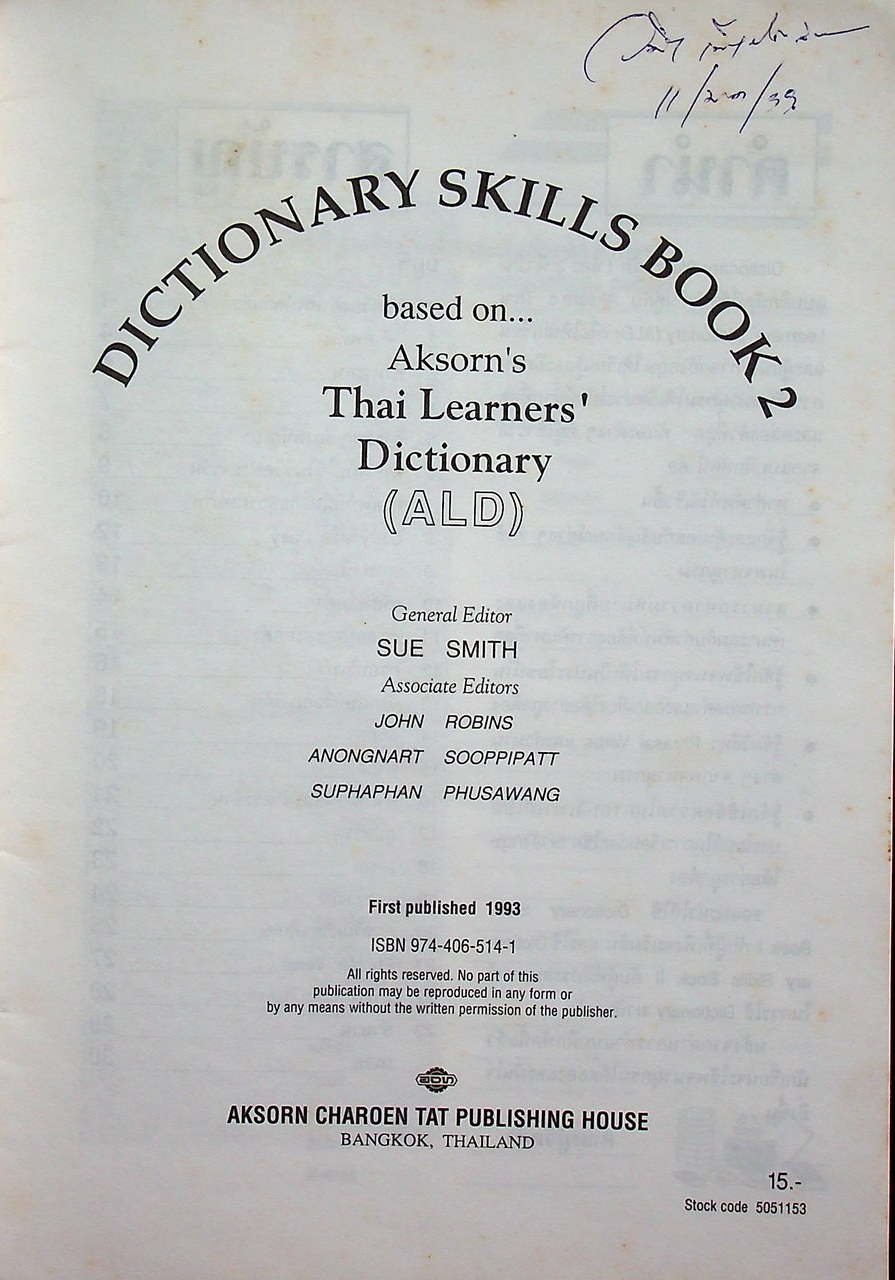 DICTIONARY SKILLS BOOK 2
based on...
Aksorn's
Thai Learners'
Dictionary
(ALD)
General Editor
SUE SMITH
Associate Editors
JOHN ROBINS
ANONGNART SOOPPIPATT
SUPHAPHAN PHUSAWANG
First published 1993
ISBN 974-406-514-1
All rights reserved. No part of this
publication may be reproduced in any form or
by any means without the written permission of the publisher.
อจท
AKSORN CHAROEN TAT PUBLISHING HOUSE
BANGKOK, THAILAND
15.-
Stock code 5051153